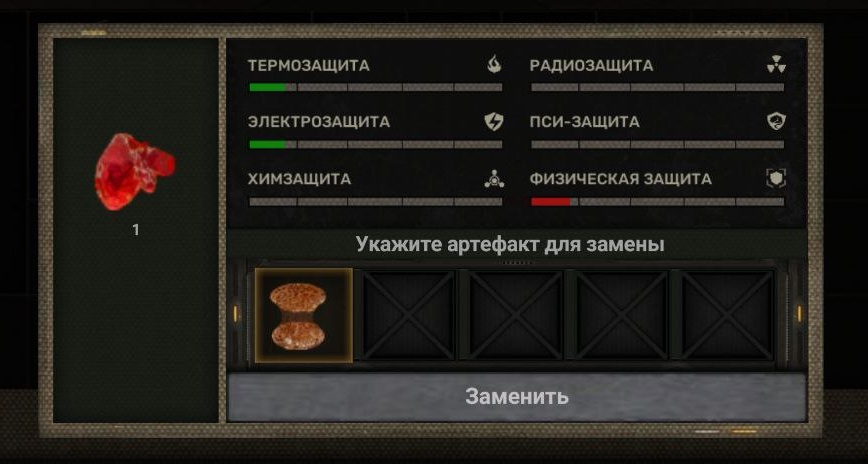 ТЕРМОЗАЩИТА
РАДИОЗАЩИТА
ЭЛЕКТРОЗАЩИТА
ПСИ-ЗАЩИТА
ХИМЗАЩИТА
ФИЗИЧЕСКАЯ ЗАЩИТА
1
Укажите артефакт для замены
Заменить